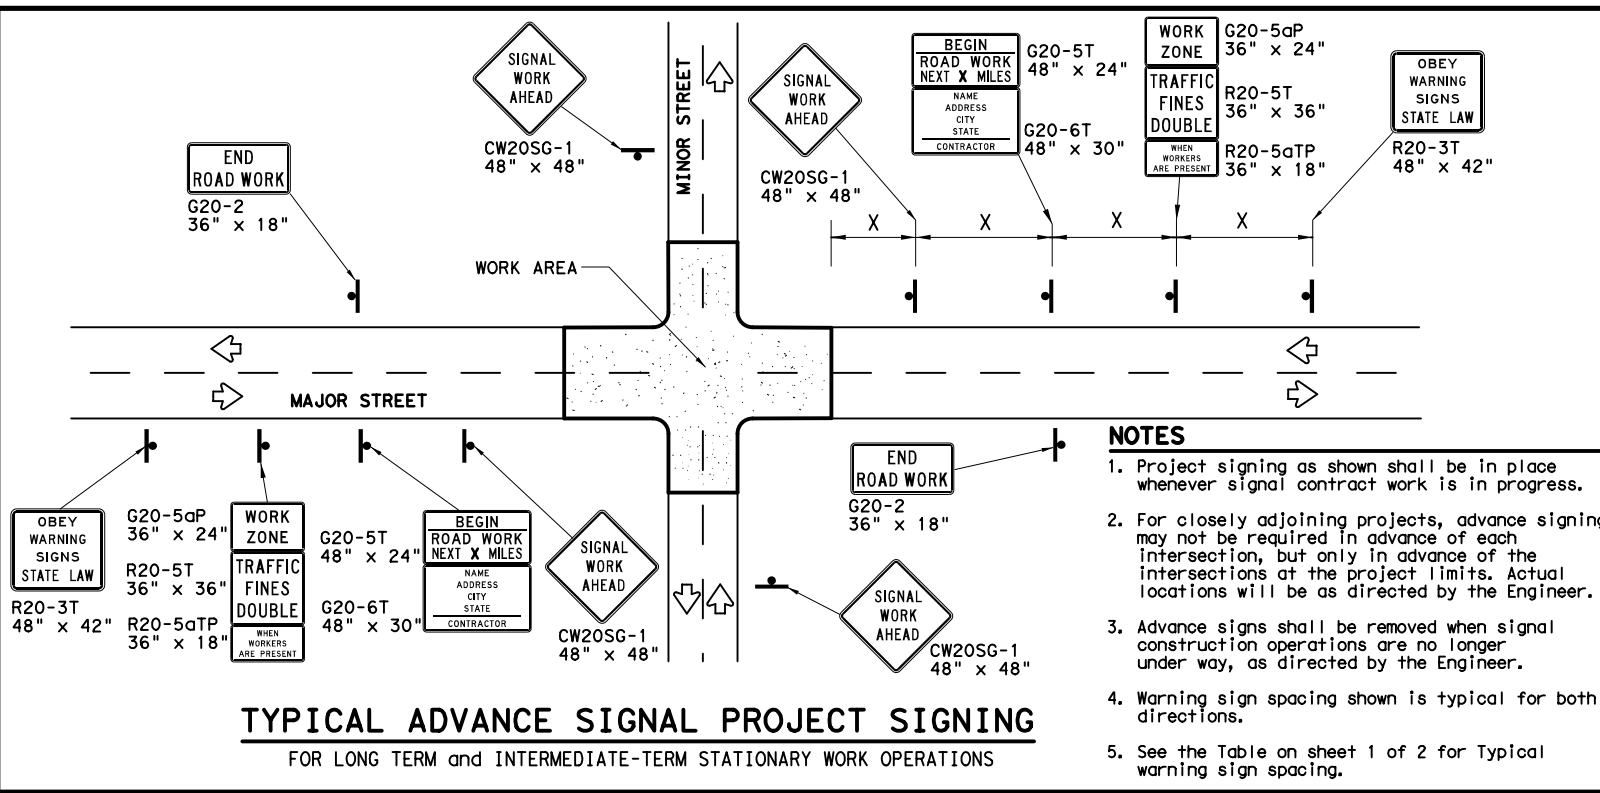 SIGNAL
WORK
AHEAD
CW20SG-1
48" x 48"
MINOR STREET
SIGNAL
WORK
AHEAD
CW20SG-1
48" x 48"
BEGIN
ROAD WORK
NEXT X MILES
NAME
ADDRESS
CITY
STATE
CONTRACTOR
G20-5T
48" x 24"
G20-6T
48" x 30"
WORK
ZONE
TRAFFIC
FINES
DOUBLE
WHEN
WORKERS
ARE PRESENT
G20-5aP
36" x 24"
R20-5T
36" x 36"
R20-5aTP
36" x 18"
OBEY
WARNING
SIGNS
STATE LAW
R20-3T
48" x 42"
END
ROAD WORK
G20-2
36" x 18"
X
X
X
X
WORK AREA
MAJOR STREET
OBEY
WARNING
SIGNS
STATE LAW
R20-3T
48" x 42"
G20-5aP
36" x 24"
R20-5T
36" x 36"
R20-5aTP
36" x 18"
WORK
ZONE
TRAFFIC
FINES
DOUBLE
WHEN
WORKERS
ARE PRESENT
G20-5T
48" x 24"
G20-6T
48" x 30"
BEGIN
ROAD WORK
NEXT X MILES
NAME
ADDRESS
CITY
STATE
CONTRACTOR
SIGNAL
WORK
AHEAD
CW20SG-1
48" x 48"
END
ROAD WORK
G20-2
36" x 18"
SIGNAL
WORK
AHEAD
CW20SG-1
48" x 48"
NOTES
1. Project signing as shown shall be in place
whenever signal contract work is in progress.
2. For closely adjoining projects, advance signing
may not be required in advance of each
intersection, but only in advance of the
intersections at the project limits. Actual
locations will be as directed by the Engineer.
3. Advance signs shall be removed when signal
construction operations are no longer
under way, as directed by the Engineer.
4. Warning sign spacing shown is typical for both
directions.
5. See the Table on sheet 1 of 2 for Typical
warning sign spacing.
TYPICAL ADVANCE SIGNAL PROJECT SIGNING
FOR LONG TERM and INTERMEDIATE-TERM STATIONARY WORK OPERATIONS